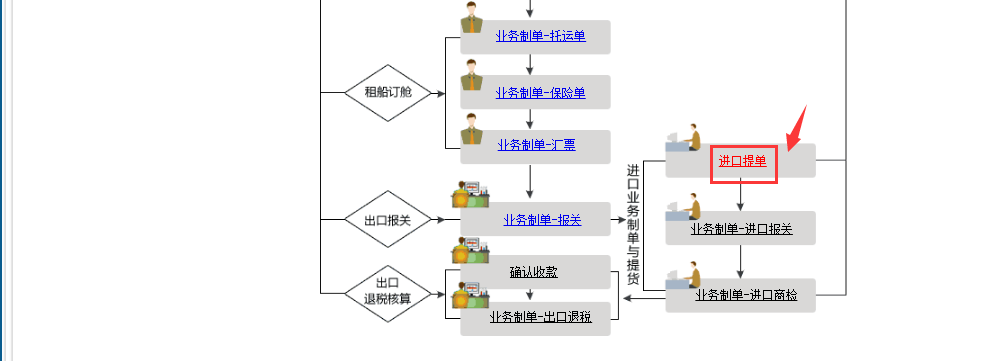 业务制单-托运单
租船订舱
业务制单-保险单
业务制单-汇票
进口提单
进口业务制单与提货
出口报关
业务制单-报关
业务制单-进口报关
确认收款
出口
退税核算
业务制单-进口商检
业务制单-出口退税